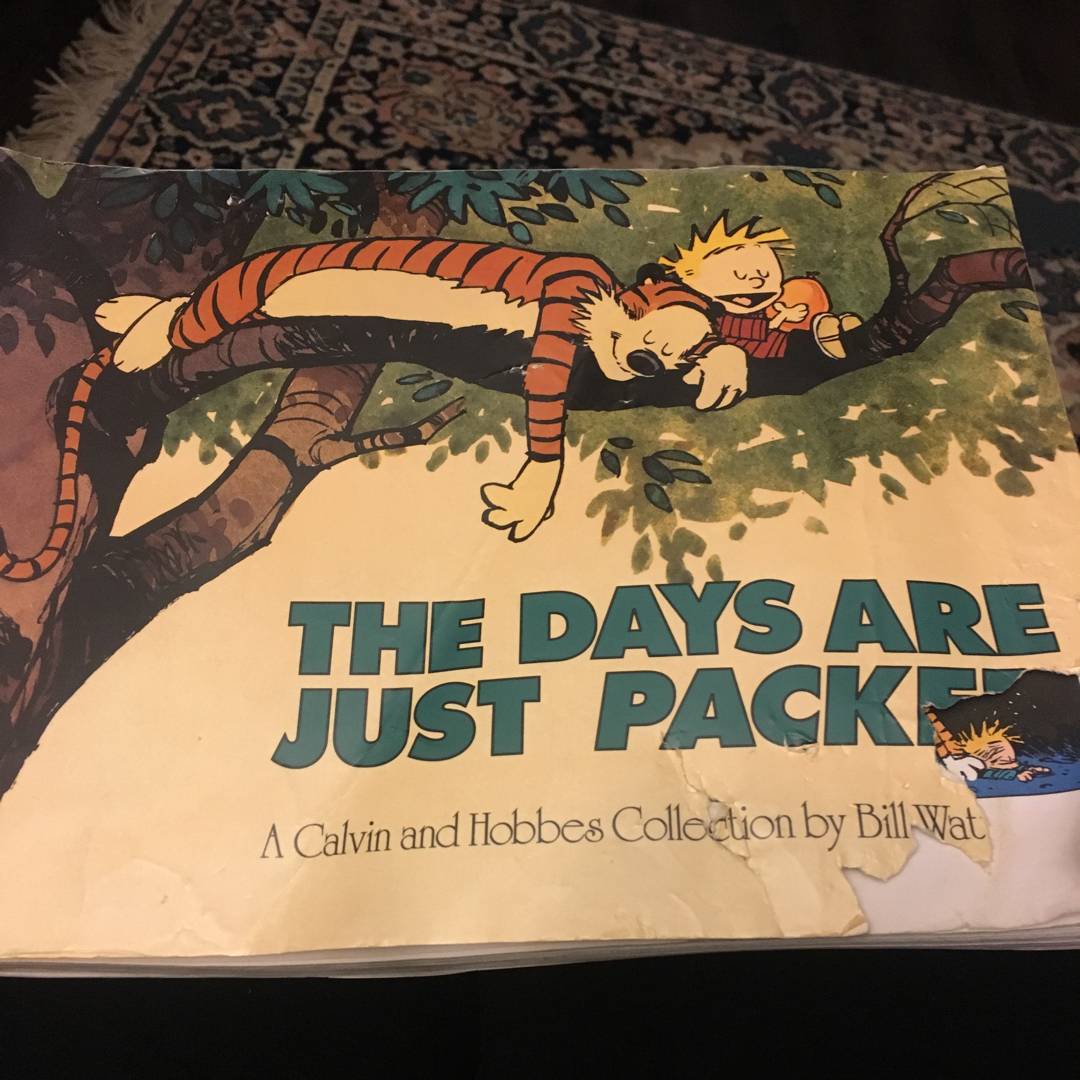 THE DAYS ARE
JUST PACKE
A Calvin and Hobbes Collection by Bill Wat